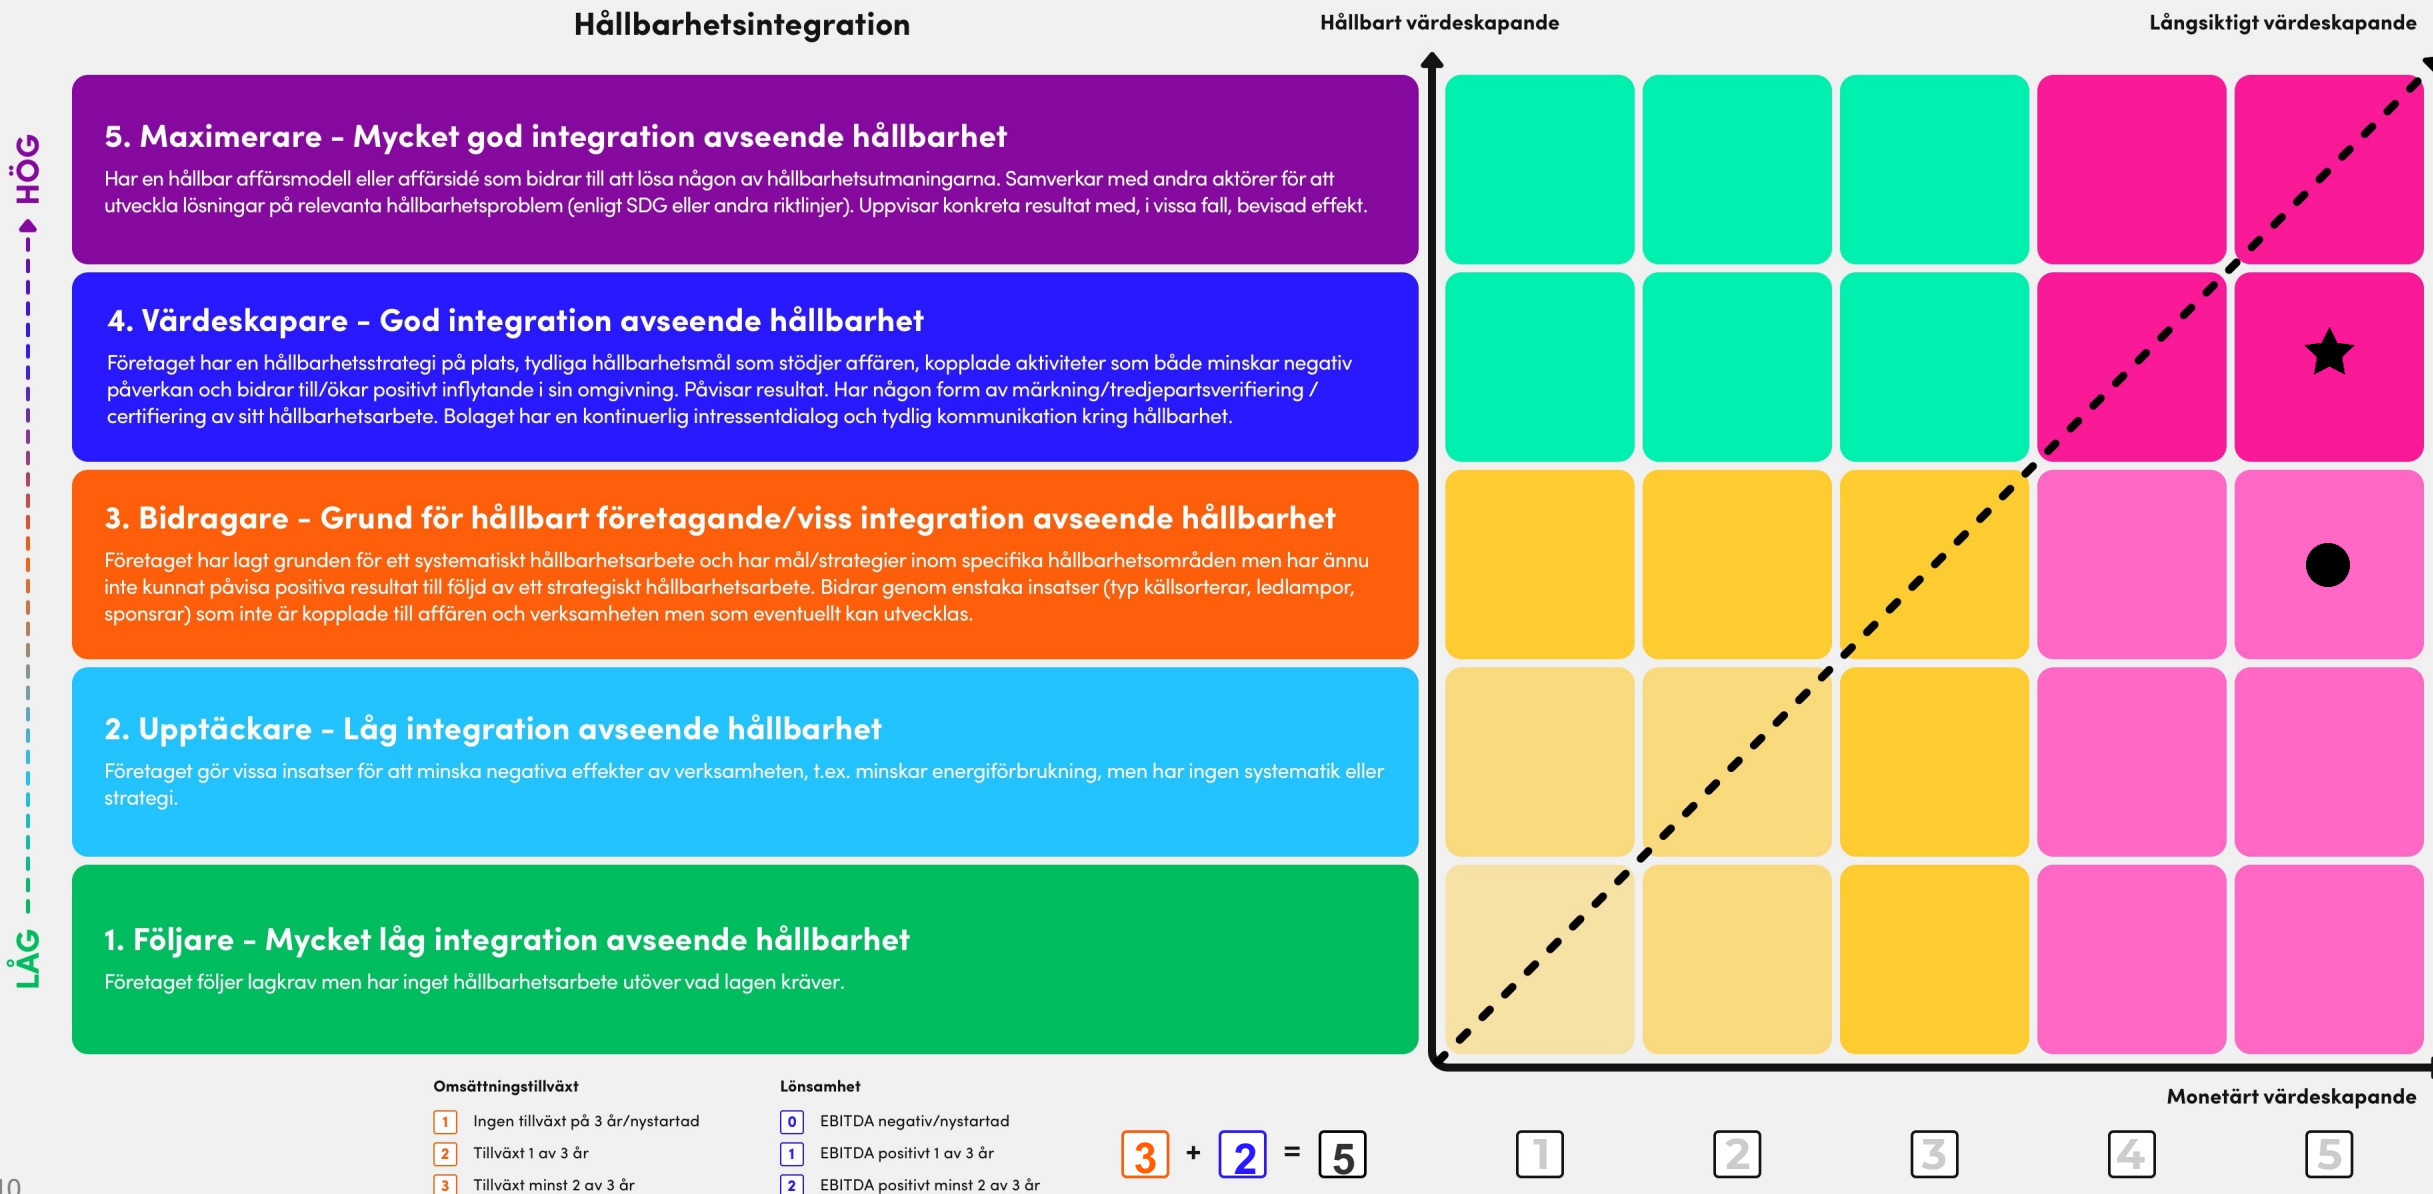 Hållbarhetsintegration
Hållbart värdeskapande
Långsiktigt värdeskapande
HÖG
LÅG
5. Maximerare - Mycket god integration avseende hållbarhet
Har en hållbar affärsmodell eller affärsidé som bidrar till att lösa någon av hållbarhetsutmaningarna. Samverkar med andra aktörer för att
utveckla lösningar på relevanta hållbarhetsproblem (enligt SDG eller andra riktlinjer). Uppvisar konkreta resultat med, i vissa fall, bevisad effekt.
4. Värdeskapare - God integration avseende hållbarhet
Företaget har en hållbarhetsstrategi på plats, tydliga hållbarhetsmål som stödjer affären, kopplade aktiviteter som både minskar negativ
påverkan och bidrar till/ökar positivt inflytande i sin omgivning. Påvisar resultat. Har någon form av märkning/tredjepartsverifiering /
certifiering av sitt hållbarhetsarbete. Bolaget har en kontinuerlig intressentdialog och tydlig kommunikation kring hållbarhet.
3. Bidragare - Grund för hållbart företagande/viss integration avseende hållbarhet
Företaget har lagt grunden för ett systematiskt hållbarhetsarbete och har mål/strategier inom specifika hållbarhetsområden men har ännu
inte kunnat påvisa positiva resultat till följd av ett strategiskt hållbarhetsarbete. Bidrar genom enstaka insatser (typ källsorterar, ledlampor,
sponsrar) som inte är kopplade till affären och verksamheten men som eventuellt kan utvecklas.
2. Upptäckare - Låg integration avseende hållbarhet
Företaget gör vissa insatser för att minska negativa effekter av verksamheten, t.ex. minskar energiförbrukning, men har ingen systematik eller
strategi.
1. Följare - Mycket låg integration avseende hållbarhet
Företaget följer lagkrav men har inget hållbarhetsarbete utöver vad lagen kräver.
Omsättningstillväxt
1 Ingen tillväxt på 3 år/nystartad
2 Tillväxt 1 av 3 år
3 Tillväxt minst 2 av 3 år
Lönsamhet
0 EBITDA negativ/nystartad
1 EBITDA positivt 1 av 3 år
2 EBITDA positivt minst 2 av 3 år
3 + 2 = 5
Monetärt värdeskapande
1 2 3 4 5
10